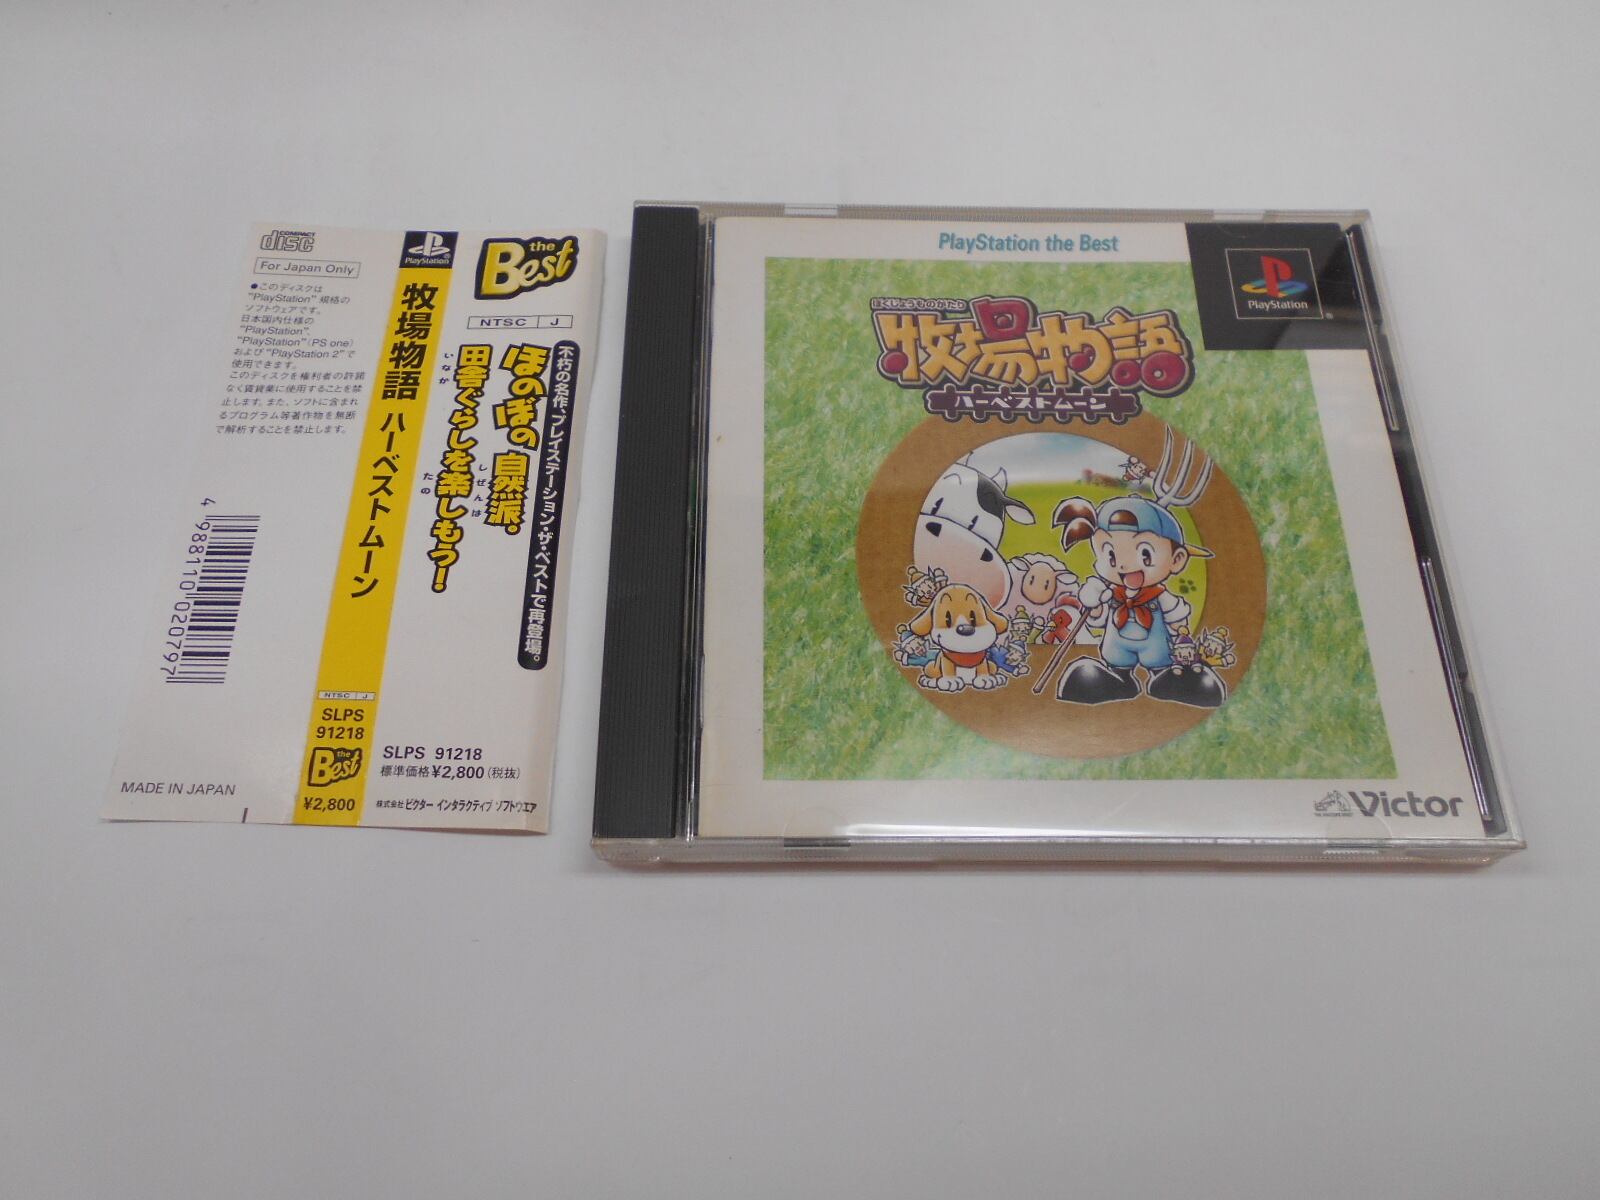 COMPACT
disc
For Japan Only
●このディスクは
"PlayStation" 規格の
ソフトウェアです。
日本国内仕様の
"PlayStation"、
"PlayStation"(PS one)
および"PlayStation 2"で
使用できます。
このディスクを権利者の許諾
なく賃貸業に使用することを禁
止します。また、ソフトに含まれ
るプログラム等著作物を無断
で解析することを禁止します。
4 988110 020797
MADE IN JAPAN
PlayStation
牧場物語 ハーベストムーン
NTSC J
SLPS
91218
the
Best
¥2,800
the
Best
NTSC J
不朽の名作、プレイステーション・ザ・ベストで再登場。
ほのぼの自然派。
しぜんは
田舎ぐらしを楽しもう!
いなか
たの
SLPS 91218
標準価格¥2,800(税抜)
株式会社ビクター インタラクティブ ソフトウエア
PlayStation the Best
PlayStation
ぼくじょうものがたり
牧場物語
ハーベストムーン
Victor